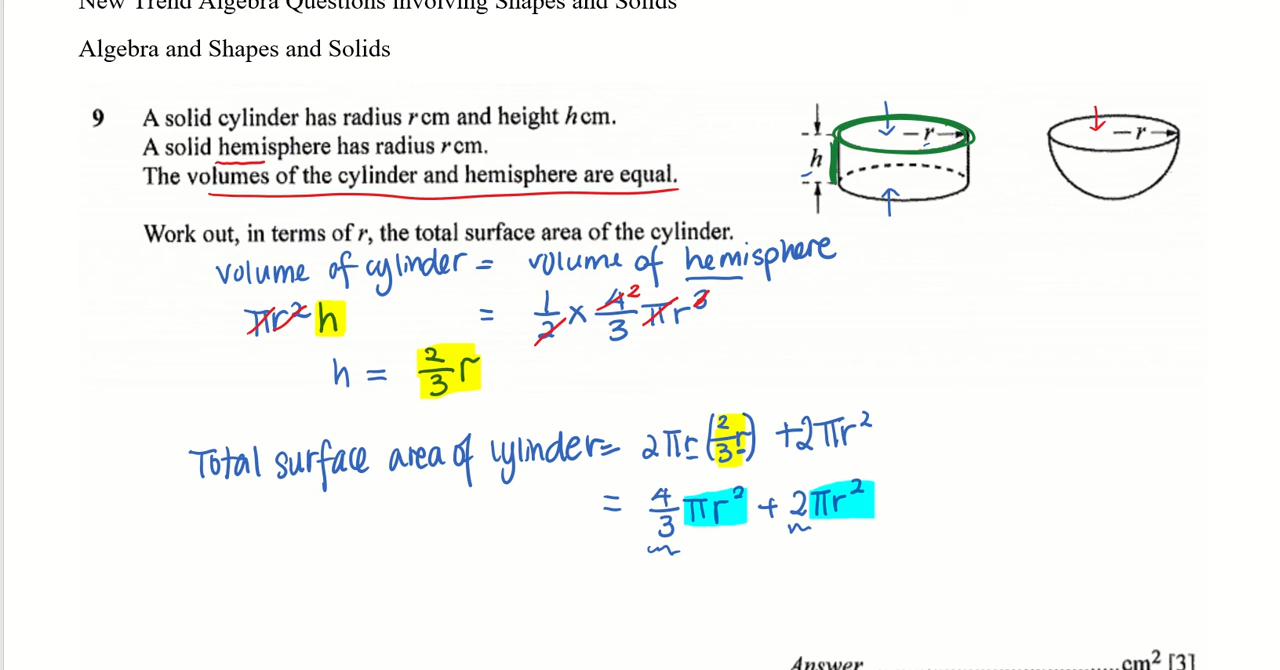 New Trend Algebra Questions Involving Shapes and Solids
Algebra and Shapes and Solids
9 A solid cylinder has radius r cm and height h cm.
A solid hemisphere has radius r cm.
The volumes of the cylinder and hemisphere are equal.
h
r
r
Work out, in terms of r, the total surface area of the cylinder.
volume of cylinder = volume of hemisphere
πr²h = 1/2 × 4²/3 πr³
h = 2/3 r
Total surface area of cylinder = 2πr(2/3 r) + 2πr²
= 4/3 πr² + 2πr²
Answer ........................ cm² [3]